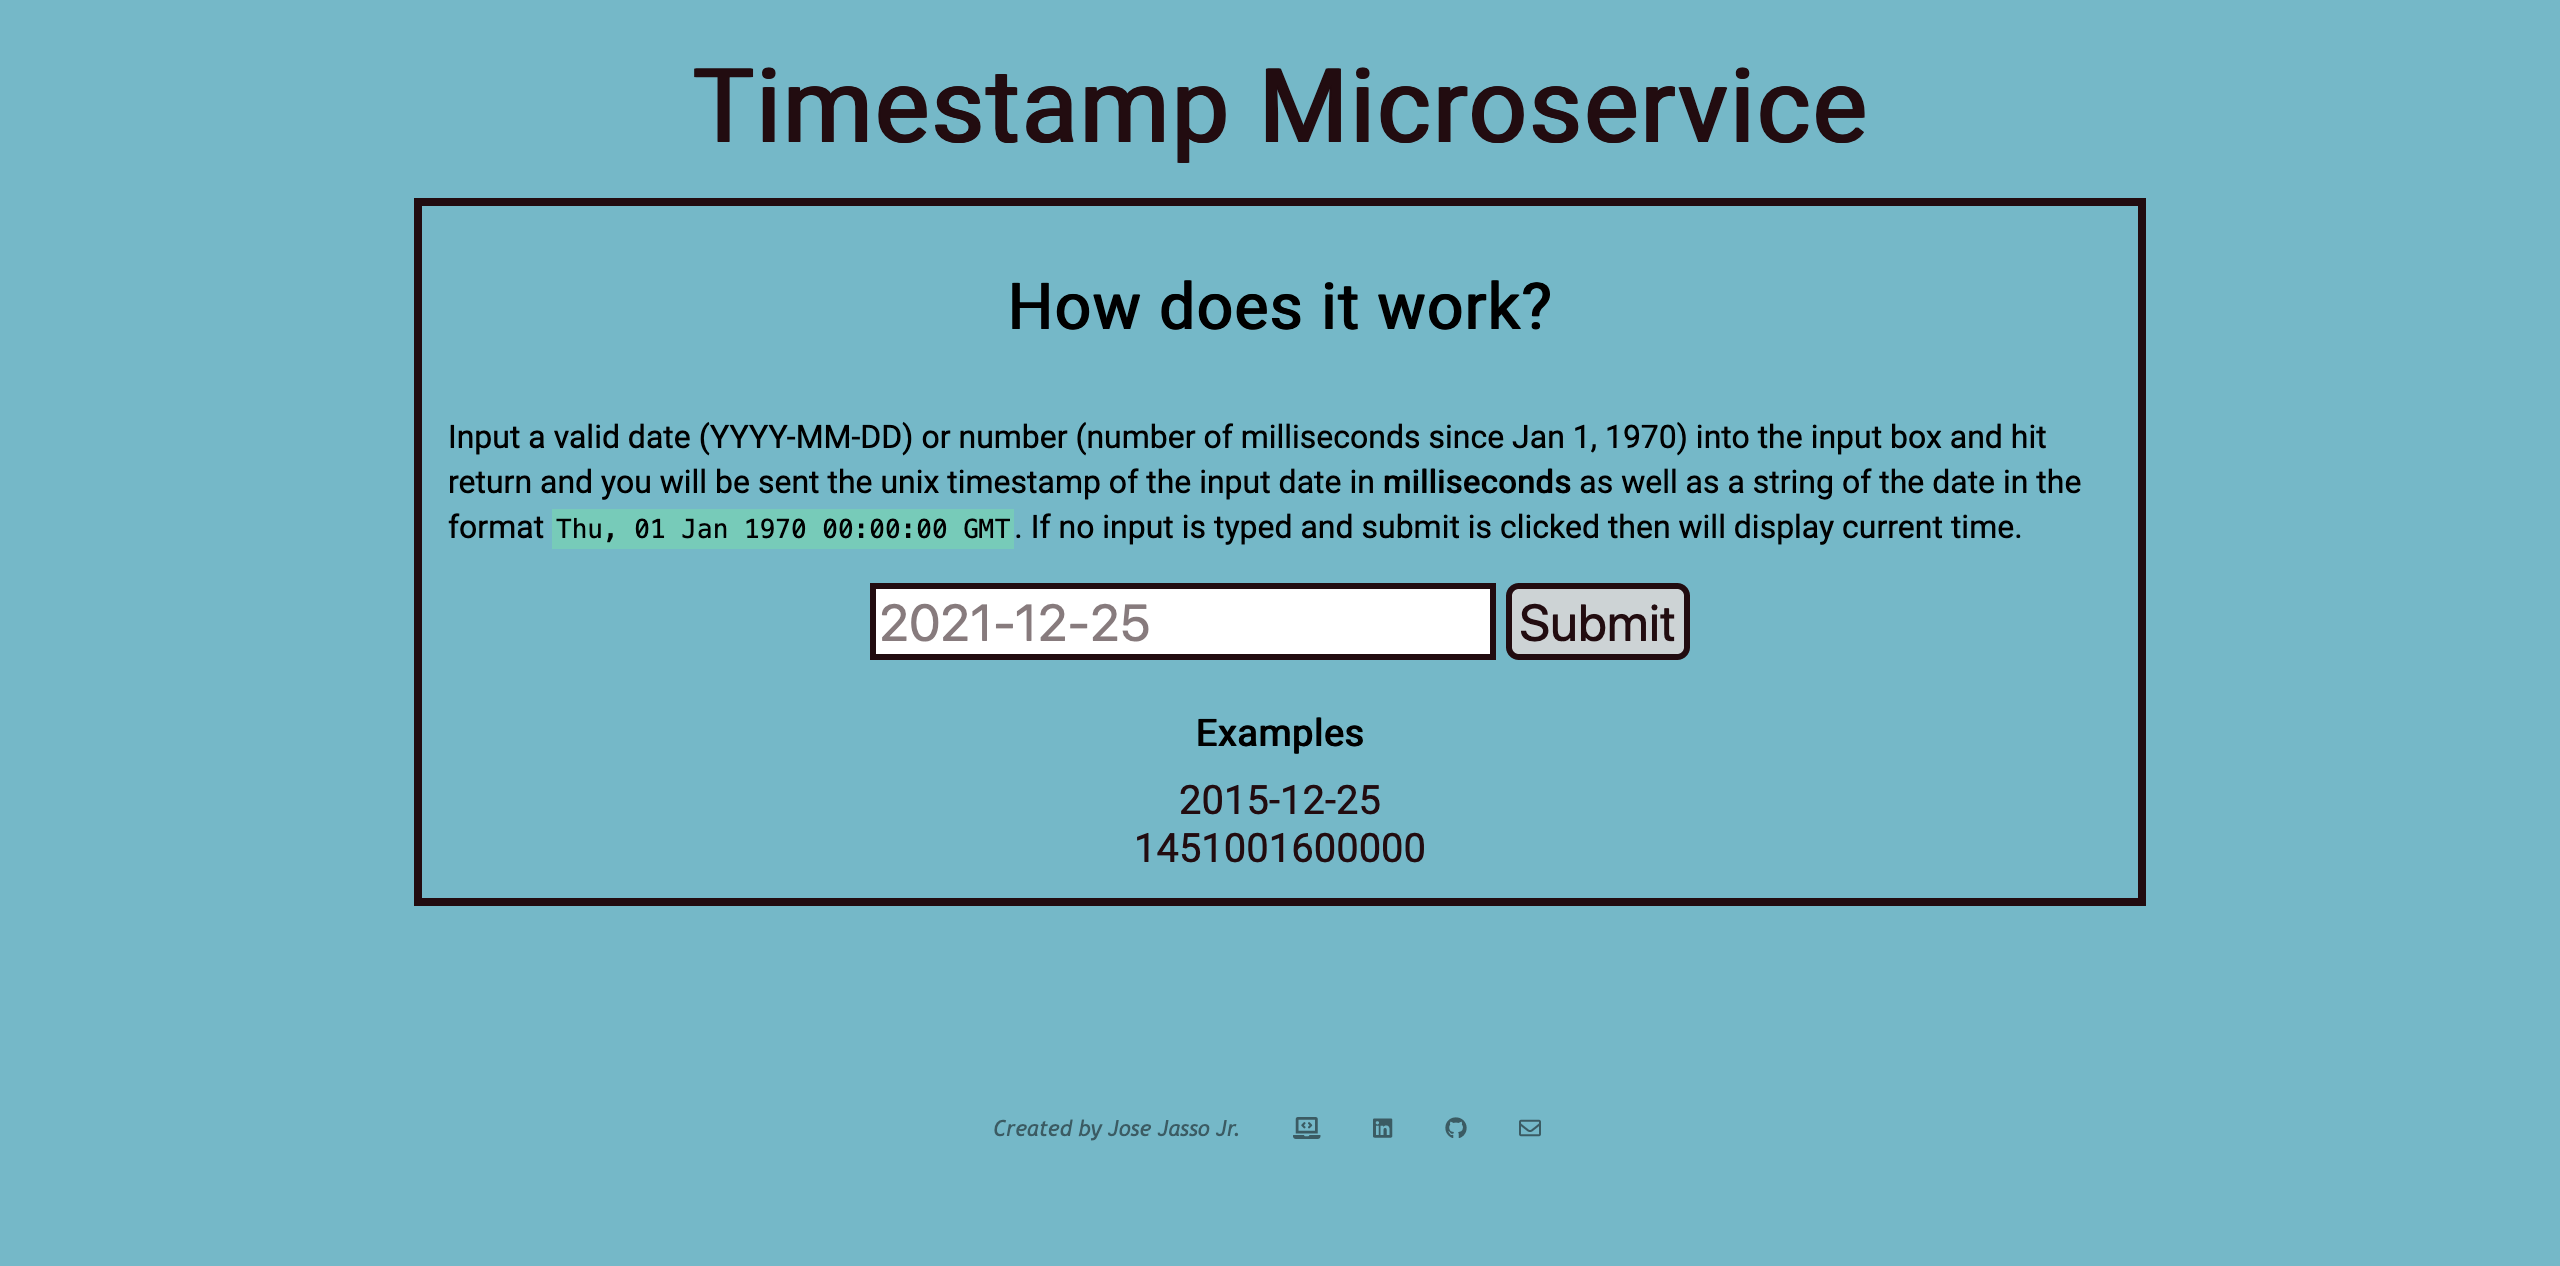 Timestamp Microservice
How does it work?
Input a valid date (YYYY-MM-DD) or number (number of milliseconds since Jan 1, 1970) into the input box and hit
return and you will be sent the unix timestamp of the input date in milliseconds as well as a string of the date in the
format Thu, 01 Jan 1970 00:00:00 GMT. If no input is typed and submit is clicked then will display current time.
2021-12-25 Submit
Examples
2015-12-25
1451001600000
Created by Jose Jasso Jr.